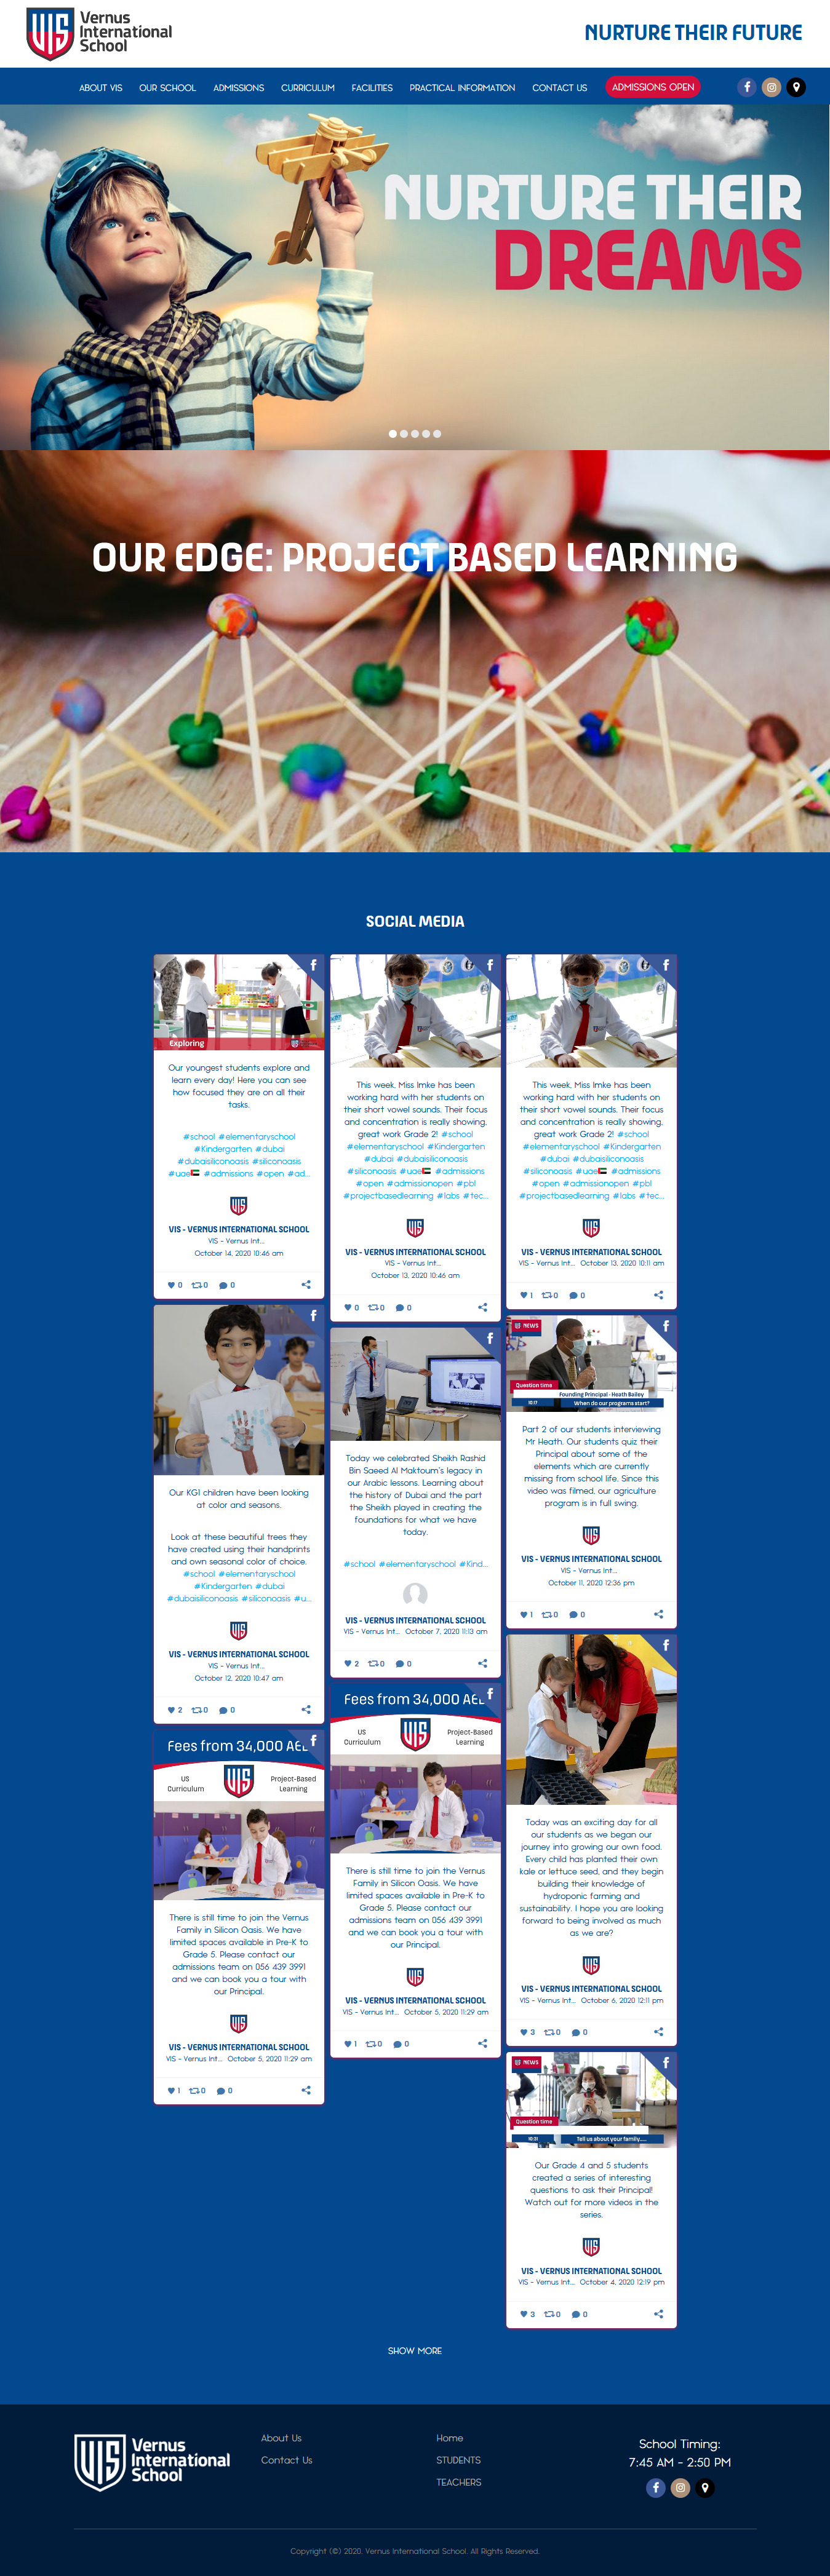 Vernus
International
School
NURTURE THEIR FUTURE
ABOUT VIS OUR SCHOOL ADMISSIONS CURRICULUM FACILITIES PRACTICAL INFORMATION CONTACT US ADMISSIONS OPEN
NURTURE THEIR
DREAMS
OUR EDGE: PROJECT BASED LEARNING
SOCIAL MEDIA
Exploring
Our youngest students explore and
learn every day! Here you can see
how focused they are on all their
tasks.
#school #elementaryschool
#Kindergarten #dubai
#dubaisiliconoasis #siliconoasis
#uae🇦🇪 #admissions #open #ad...
VIS - VERNUS INTERNATIONAL SCHOOL
VIS - Vernus Int...
October 14, 2020 10:46 am
0 0 0
Our KG1 children have been looking
at color and seasons.
Look at these beautiful trees they
have created using their handprints
and own seasonal color of choice.
#school #elementaryschool
#Kindergarten #dubai
#dubaisiliconoasis #siliconoasis #u...
VIS - VERNUS INTERNATIONAL SCHOOL
VIS - Vernus Int...
October 12, 2020 10:47 am
2 0 0
Fees from 34,000 AED
US
Curriculum
Project-Based
Learning
There is still time to join the Vernus
Family in Silicon Oasis. We have
limited spaces available in Pre-K to
Grade 5. Please contact our
admissions team on 056 439 3991
and we can book you a tour with
our Principal.
VIS - VERNUS INTERNATIONAL SCHOOL
VIS - Vernus Int... October 5, 2020 11:29 am
1 0 0
This week, Miss Imke has been
working hard with her students on
their short vowel sounds. Their focus
and concentration is really showing,
great work Grade 2! #school
#elementaryschool #Kindergarten
#dubai #dubaisiliconoasis
#siliconoasis #uae🇦🇪 #admissions
#open #admissionopen #pbl
#projectbasedlearning #labs #tec...
VIS - VERNUS INTERNATIONAL SCHOOL
VIS - Vernus Int...
October 13, 2020 10:46 am
0 0 0
Today we celebrated Sheikh Rashid
Bin Saeed Al Maktoum's legacy in
our Arabic lessons. Learning about
the history of Dubai and the part
the Sheikh played in creating the
foundations for what we have
today.
#school #elementaryschool #Kind...
VIS - VERNUS INTERNATIONAL SCHOOL
VIS - Vernus Int... October 7, 2020 11:13 am
2 0 0
Fees from 34,000 AED
US
Curriculum
Project-Based
Learning
There is still time to join the Vernus
Family in Silicon Oasis. We have
limited spaces available in Pre-K to
Grade 5. Please contact our
admissions team on 056 439 3991
and we can book you a tour with
our Principal.
VIS - VERNUS INTERNATIONAL SCHOOL
VIS - Vernus Int... October 5, 2020 11:29 am
1 0 0
This week, Miss Imke has been
working hard with her students on
their short vowel sounds. Their focus
and concentration is really showing,
great work Grade 2! #school
#elementaryschool #Kindergarten
#dubai #dubaisiliconoasis
#siliconoasis #uae🇦🇪 #admissions
#open #admissionopen #pbl
#projectbasedlearning #labs #tec...
VIS - VERNUS INTERNATIONAL SCHOOL
VIS - Vernus Int... October 13, 2020 10:11 am
1 0 0
NEWS
Question time
Founding Principal - Heath Bailey
10:17 When do our programs start?
Part 2 of our students interviewing
Mr Heath. Our students quiz their
Principal about some of the
elements which are currently
missing from school life. Since this
video was filmed, our agriculture
program is in full swing.
VIS - VERNUS INTERNATIONAL SCHOOL
VIS - Vernus Int...
October 11, 2020 12:36 pm
1 0 0
Today was an exciting day for all
our students as we began our
journey into growing our own food.
Every child has planted their own
kale or lettuce seed, and they begin
building their knowledge of
hydroponic farming and
sustainability. I hope you are looking
forward to being involved as much
as we are?
VIS - VERNUS INTERNATIONAL SCHOOL
VIS - Vernus Int... October 6, 2020 12:11 pm
3 0 0
NEWS
Question time
10:31 Tell us about your family.....
Our Grade 4 and 5 students
created a series of interesting
questions to ask their Principal!
Watch out for more videos in the
series.
VIS - VERNUS INTERNATIONAL SCHOOL
VIS - Vernus Int... October 4, 2020 12:19 pm
3 0 0
SHOW MORE
Vernus
International
School
About Us
Contact Us
Home
STUDENTS
TEACHERS
School Timing:
7:45 AM - 2:50 PM
Copyright (©) 2020. Vernus International School. All Rights Reserved.